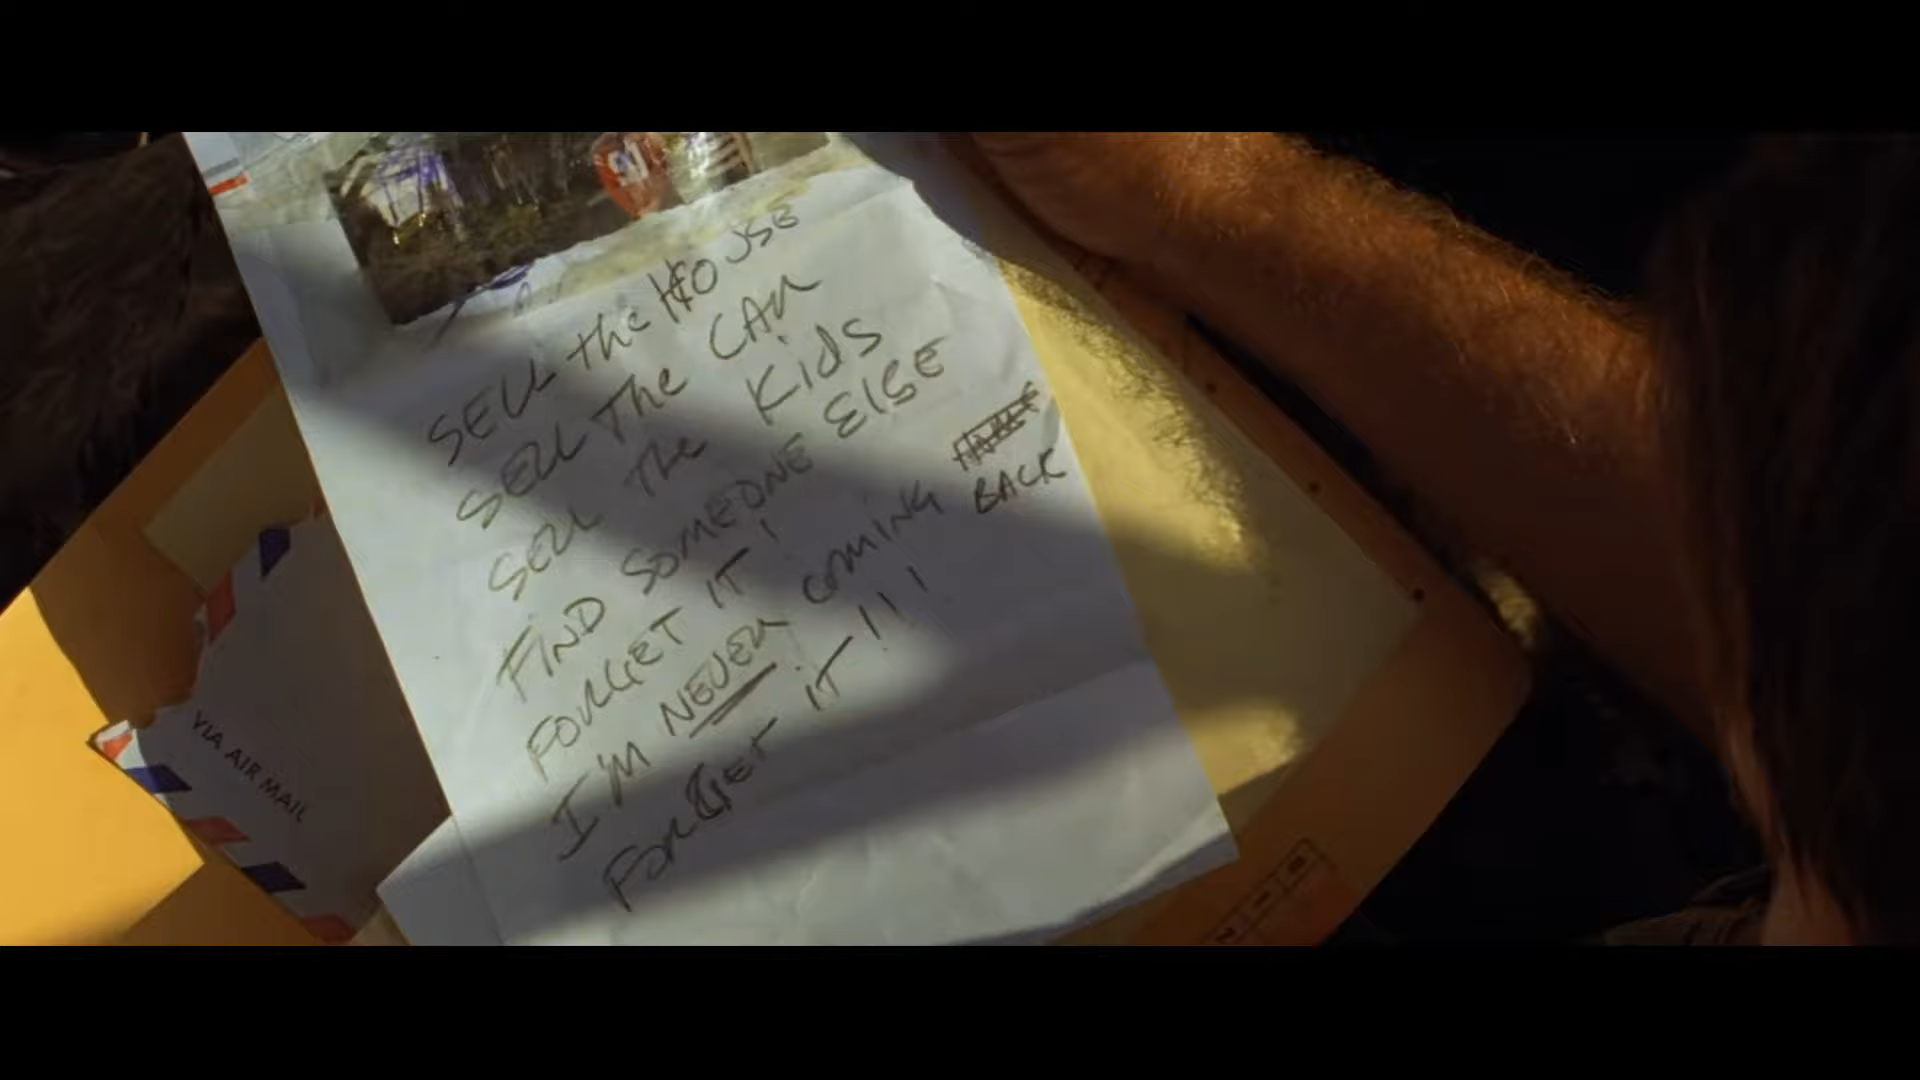 SELL the HOUSE
SELL The CAR
SELL The Kids
FIND SOMEONE ElSE
FORGET IT!
I'M NEVER COMING BACK
FORGET IT!!!
VIA AIR MAIL